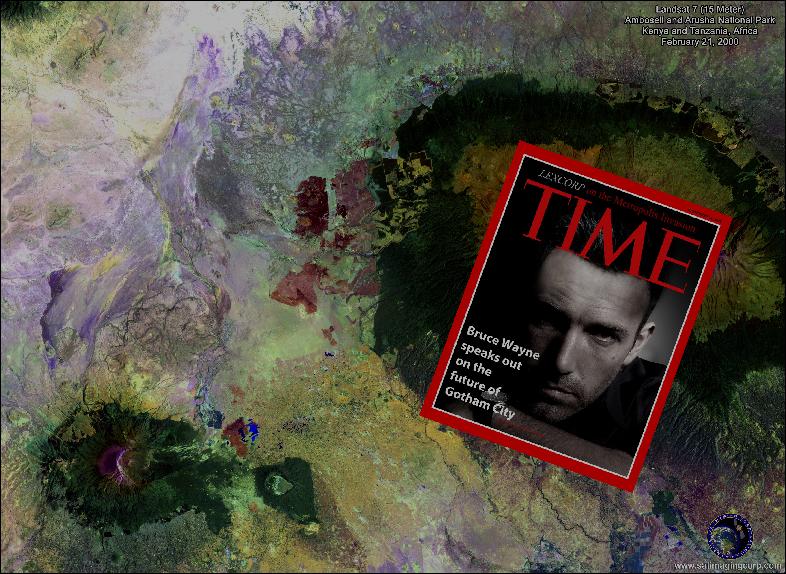 Landsat 7 (15 Meter)
Amboseli and Arusha National Park
Kenya and Tanzania, Africa
February 21, 2000
LEXCORP on the Metropolis Invasion
TIME
Bruce Wayne
speaks out
on the
future of
Gotham City
www.satimagingcorp.com